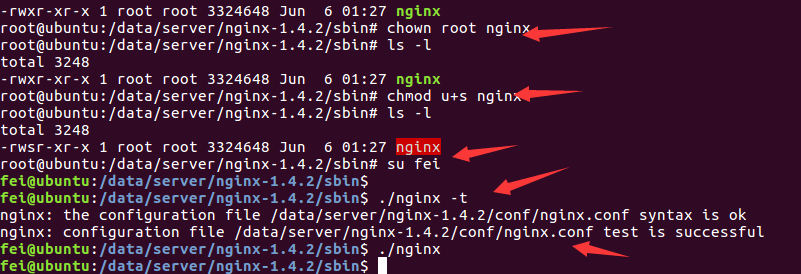 -rwxr-xr-x 1 root root 3324648 Jun  6 01:27 nginx
root@ubuntu:/data/server/nginx-1.4.2/sbin# chown root nginx
root@ubuntu:/data/server/nginx-1.4.2/sbin# ls -l
total 3248
-rwxr-xr-x 1 root root 3324648 Jun  6 01:27 nginx
root@ubuntu:/data/server/nginx-1.4.2/sbin# chmod u+s nginx
root@ubuntu:/data/server/nginx-1.4.2/sbin# ls -l
total 3248
-rwsr-xr-x 1 root root 3324648 Jun  6 01:27 nginx
root@ubuntu:/data/server/nginx-1.4.2/sbin# su fei
fei@ubuntu:/data/server/nginx-1.4.2/sbin$
fei@ubuntu:/data/server/nginx-1.4.2/sbin$ ./nginx -t
nginx: the configuration file /data/server/nginx-1.4.2/conf/nginx.conf syntax is ok
nginx: configuration file /data/server/nginx-1.4.2/conf/nginx.conf test is successful
fei@ubuntu:/data/server/nginx-1.4.2/sbin$ ./nginx
fei@ubuntu:/data/server/nginx-1.4.2/sbin$